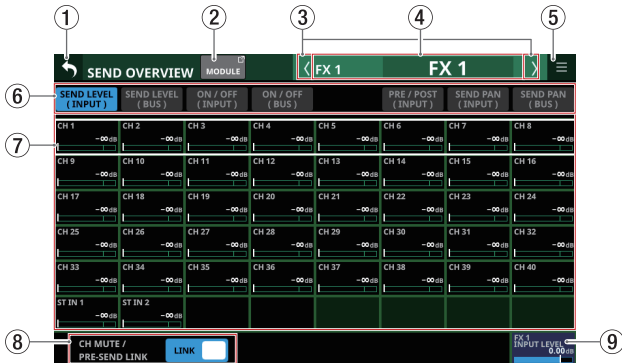 1
2
3
4
5
SEND OVERVIEW
MODULE
FX 1
FX 1
6
SEND LEVEL
( INPUT )
SEND LEVEL
( BUS )
ON / OFF
( INPUT )
ON / OFF
( BUS )
PRE / POST
( INPUT )
SEND PAN
( INPUT )
SEND PAN
( BUS )
7
CH 1 CH 2 CH 3 CH 4 CH 5 CH 6 CH 7 CH 8
-∞dB -∞dB -∞dB -∞dB -∞dB -∞dB -∞dB -∞dB
CH 9 CH 10 CH 11 CH 12 CH 13 CH 14 CH 15 CH 16
-∞dB -∞dB -∞dB -∞dB -∞dB -∞dB -∞dB -∞dB
CH 17 CH 18 CH 19 CH 20 CH 21 CH 22 CH 23 CH 24
-∞dB -∞dB -∞dB -∞dB -∞dB -∞dB -∞dB -∞dB
CH 25 CH 26 CH 27 CH 28 CH 29 CH 30 CH 31 CH 32
-∞dB -∞dB -∞dB -∞dB -∞dB -∞dB -∞dB -∞dB
CH 33 CH 34 CH 35 CH 36 CH 37 CH 38 CH 39 CH 40
-∞dB -∞dB -∞dB -∞dB -∞dB -∞dB -∞dB -∞dB
ST IN 1 ST IN 2
-∞dB -∞dB
8
CH MUTE /
PRE-SEND LINK
LINK
FX 1
INPUT LEVEL
0.00dB
9